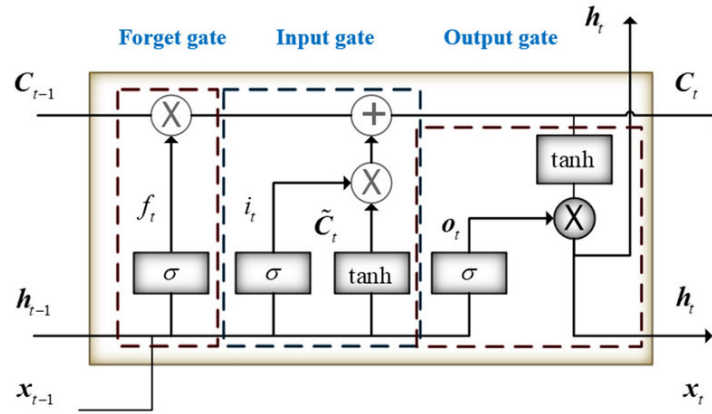 Forget gate Input gate Output gate h_t
C_{t-1} X + C_t
tanh
f_t i_t X C̃_t o_t X
σ σ tanh σ
h_{t-1} h_t
x_{t-1} x_t